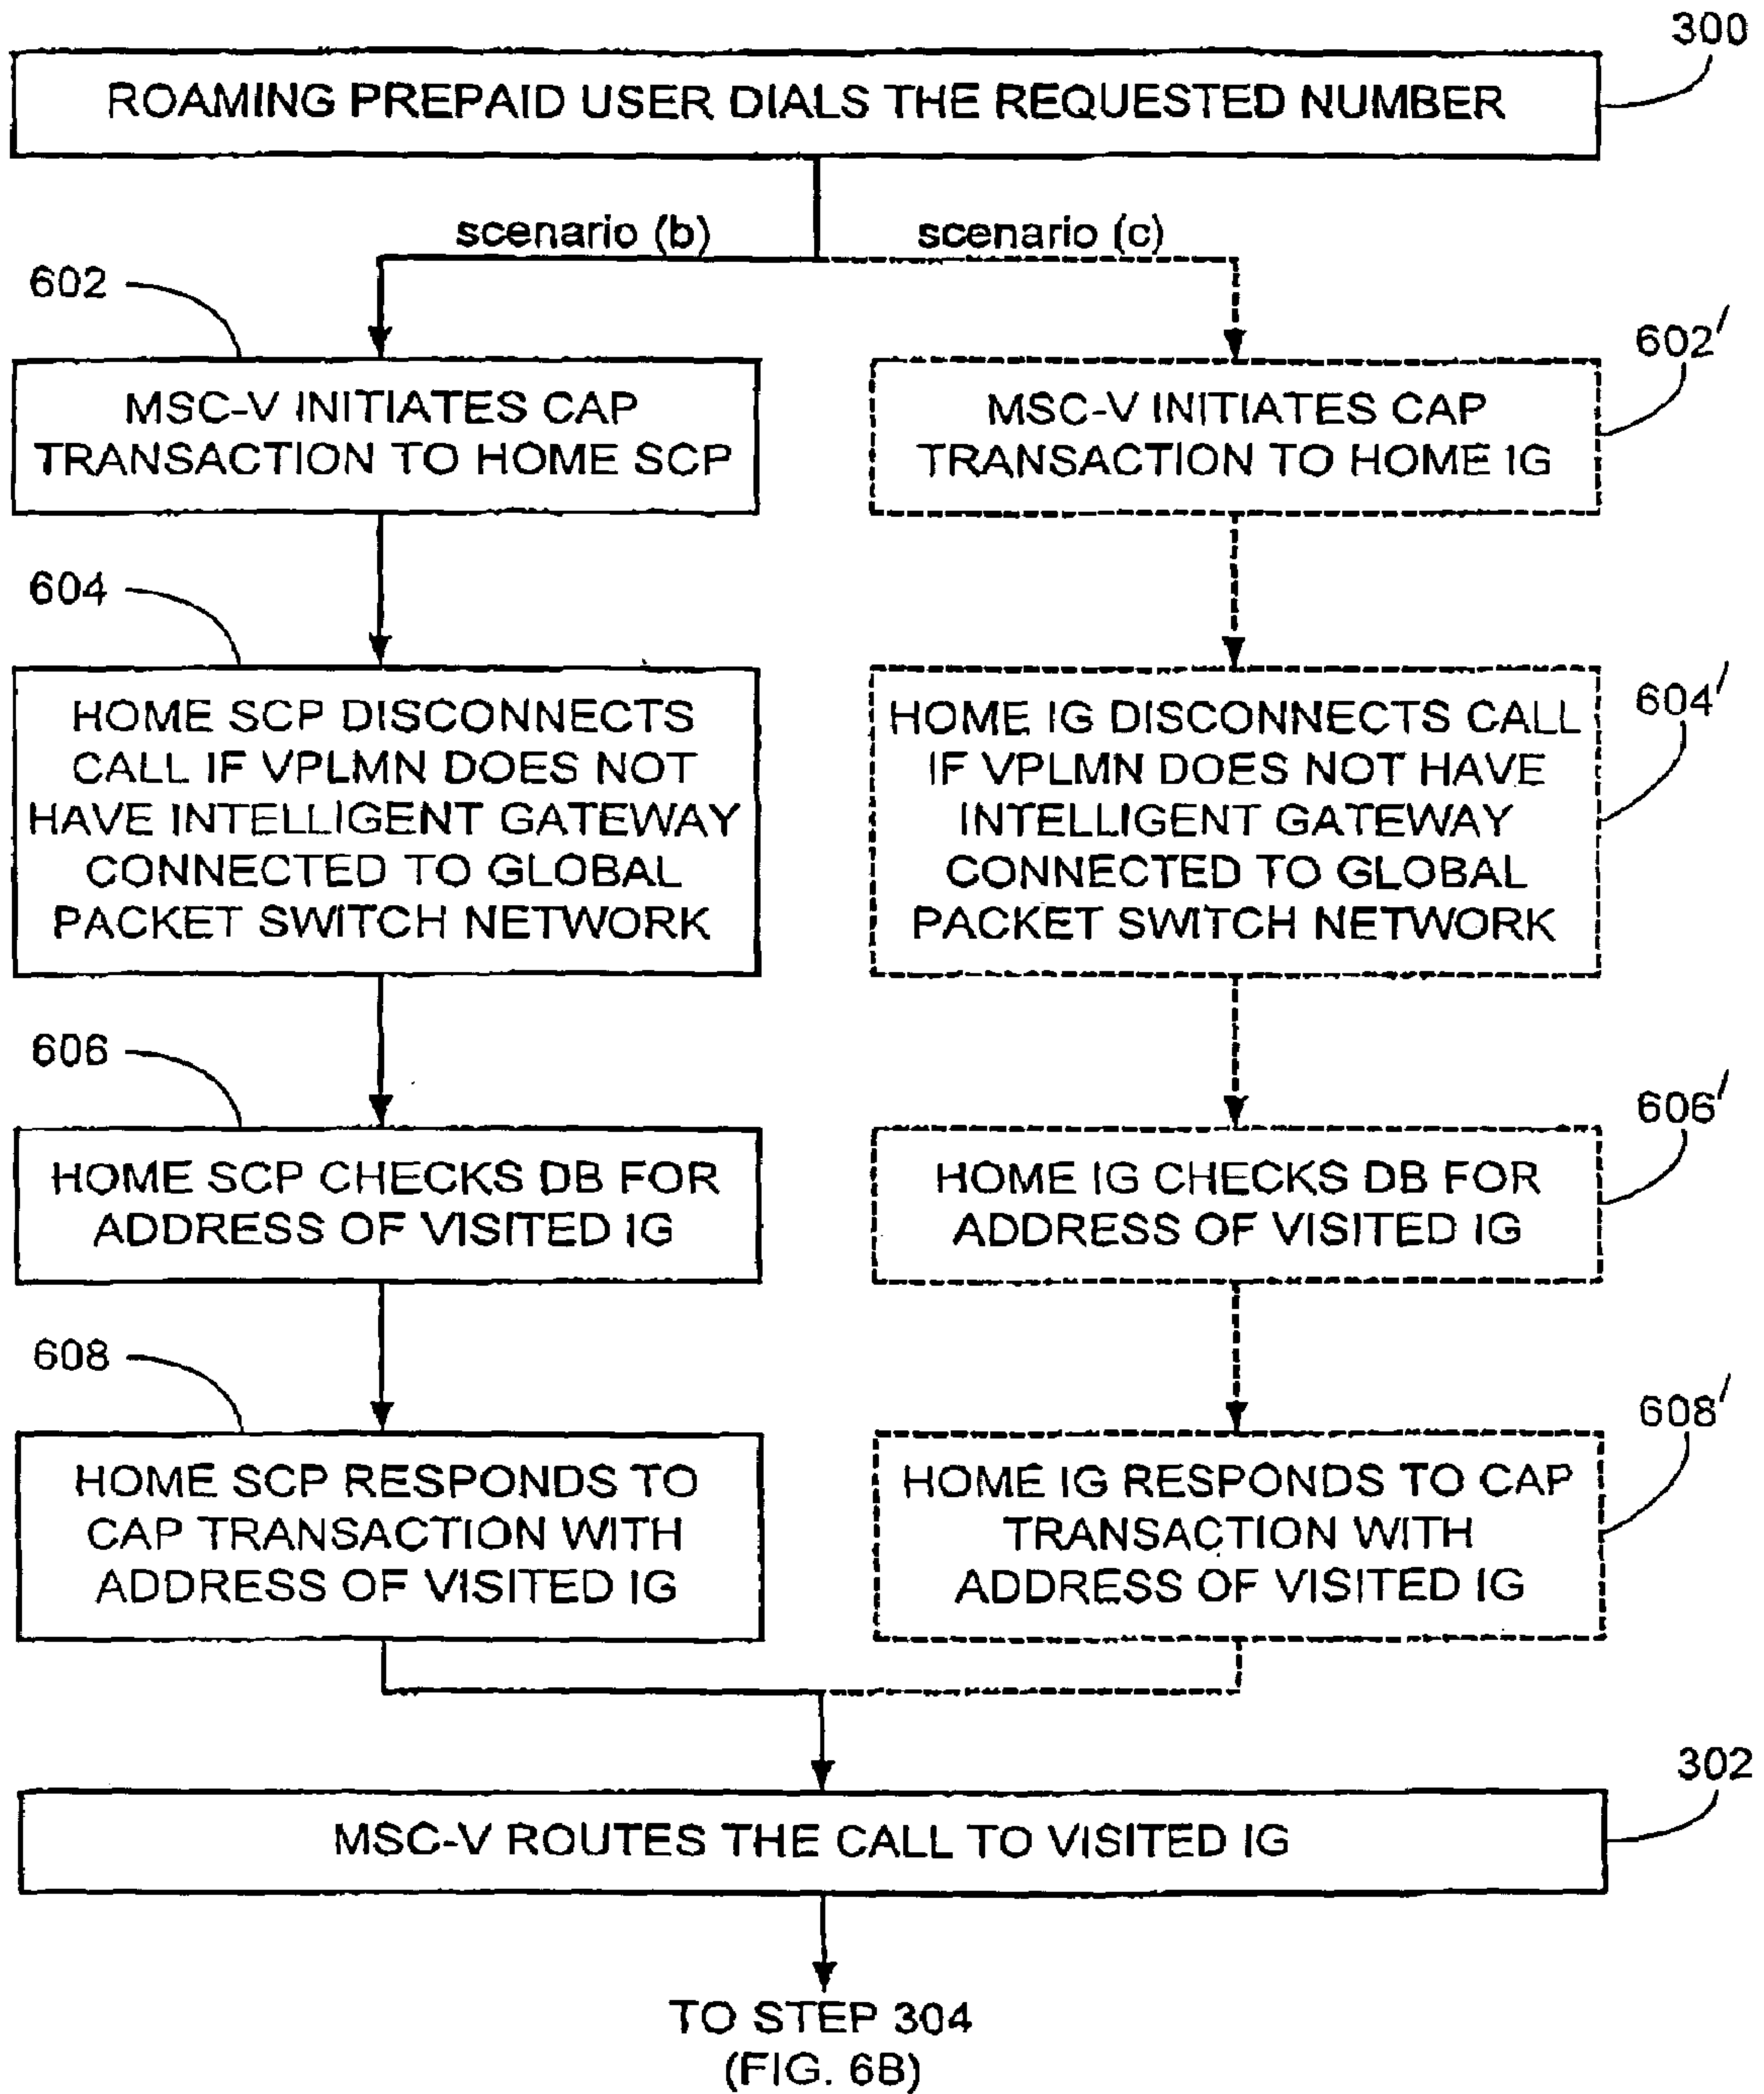 300
ROAMING PREPAID USER DIALS THE REQUESTED NUMBER
scenario (b)
scenario (c)
602
MSC-V INITIATES CAP
TRANSACTION TO HOME SCP
602'
MSC-V INITIATES CAP
TRANSACTION TO HOME IG
604
HOME SCP DISCONNECTS
CALL IF VPLMN DOES NOT
HAVE INTELLIGENT GATEWAY
CONNECTED TO GLOBAL
PACKET SWITCH NETWORK
604'
HOME IG DISCONNECTS CALL
IF VPLMN DOES NOT HAVE
INTELLIGENT GATEWAY
CONNECTED TO GLOBAL
PACKET SWITCH NETWORK
606
HOME SCP CHECKS DB FOR
ADDRESS OF VISITED IG
606'
HOME IG CHECKS DB FOR
ADDRESS OF VISITED IG
608
HOME SCP RESPONDS TO
CAP TRANSACTION WITH
ADDRESS OF VISITED IG
608'
HOME IG RESPONDS TO CAP
TRANSACTION WITH
ADDRESS OF VISITED IG
302
MSC-V ROUTES THE CALL TO VISITED IG
TO STEP 304
(FIG. 6B)